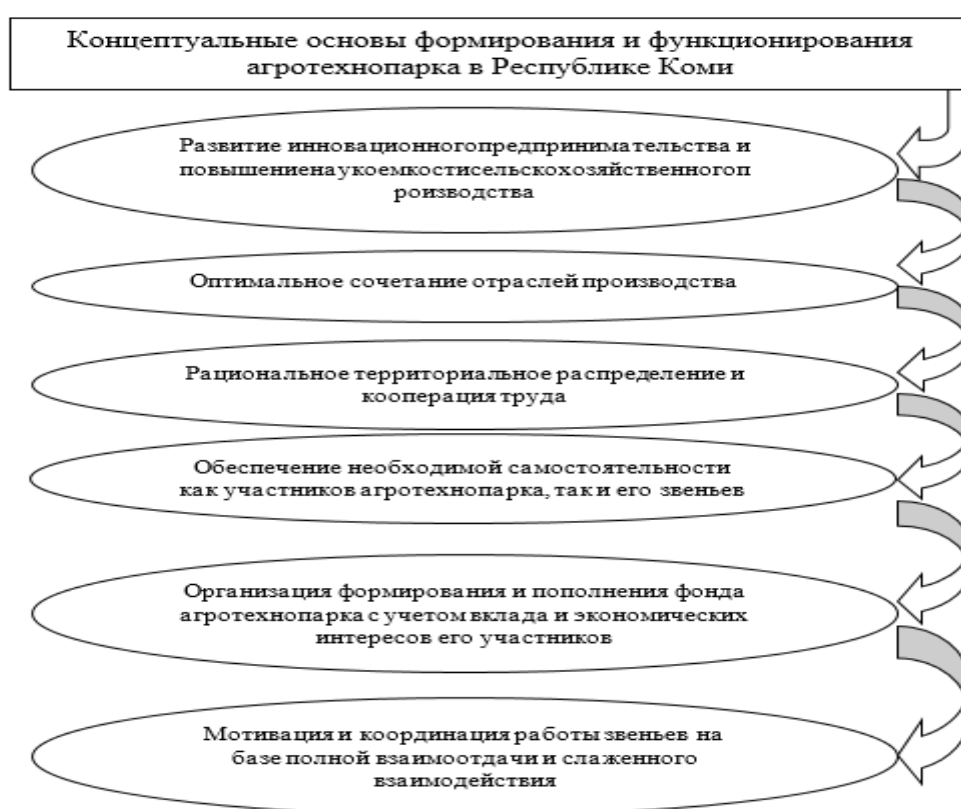 Концептуальные основы формирования и функционирования
агротехнопарка в Республике Коми
Развитие инновационногопредпринимательства и
повышениенаукоемкостисельскохозяйственногоп
роизводства
Оптимальное сочетание отраслей производства
Рациональное территориальное распределение и
кооперация труда
Обеспечение необходимой самостоятельности
как участников агротехнопарка, так и его звеньев
Организация формирования и пополнения фонда
агротехнопарка с учетом вклада и экономических
интересов его участников
Мотивация и координация работы звеньев на
базе полной взаимоотдачи и слаженного
взаимодействия